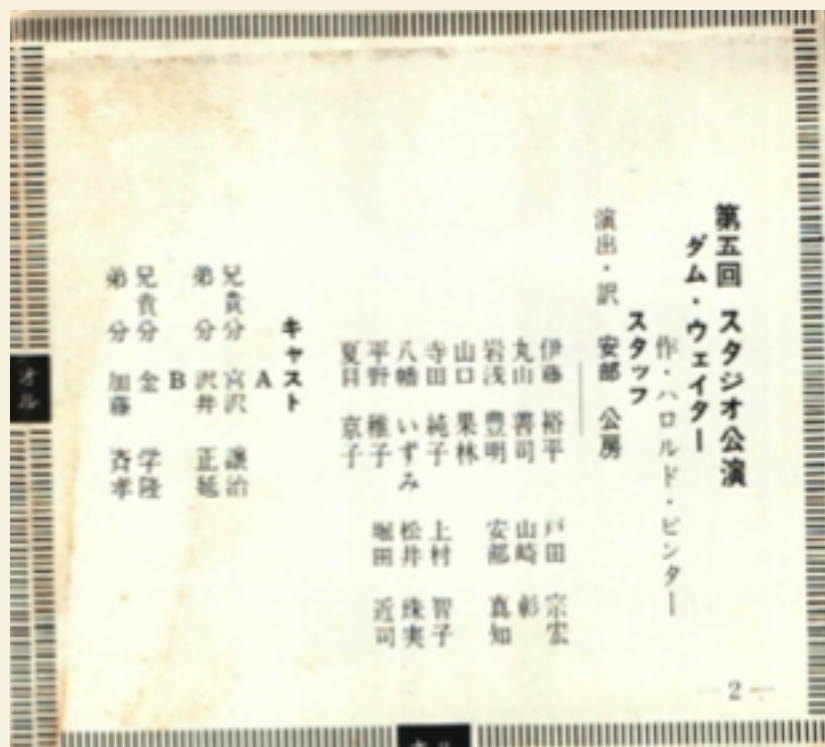 第五回 スタジオ公演
ダム・ウェイター
作・ハロルド・ピンター
スタッフ
演出・訳 安部 公房
伊藤 裕平 戸田 宗宏
丸山 善司 山崎 彰
岩浅 豊明 安部 真知
山口 果林
寺田 純子 上村 智子
八幡 いずみ 松井 珠実
平野 稚子 堀田 近司
夏目 京子
キャスト
A
兄貴分 宮沢 譲治
弟分 沢井 正延
B
兄貴分 金 学隆
弟分 加藤 斉孝
オル
オル
— 2 —